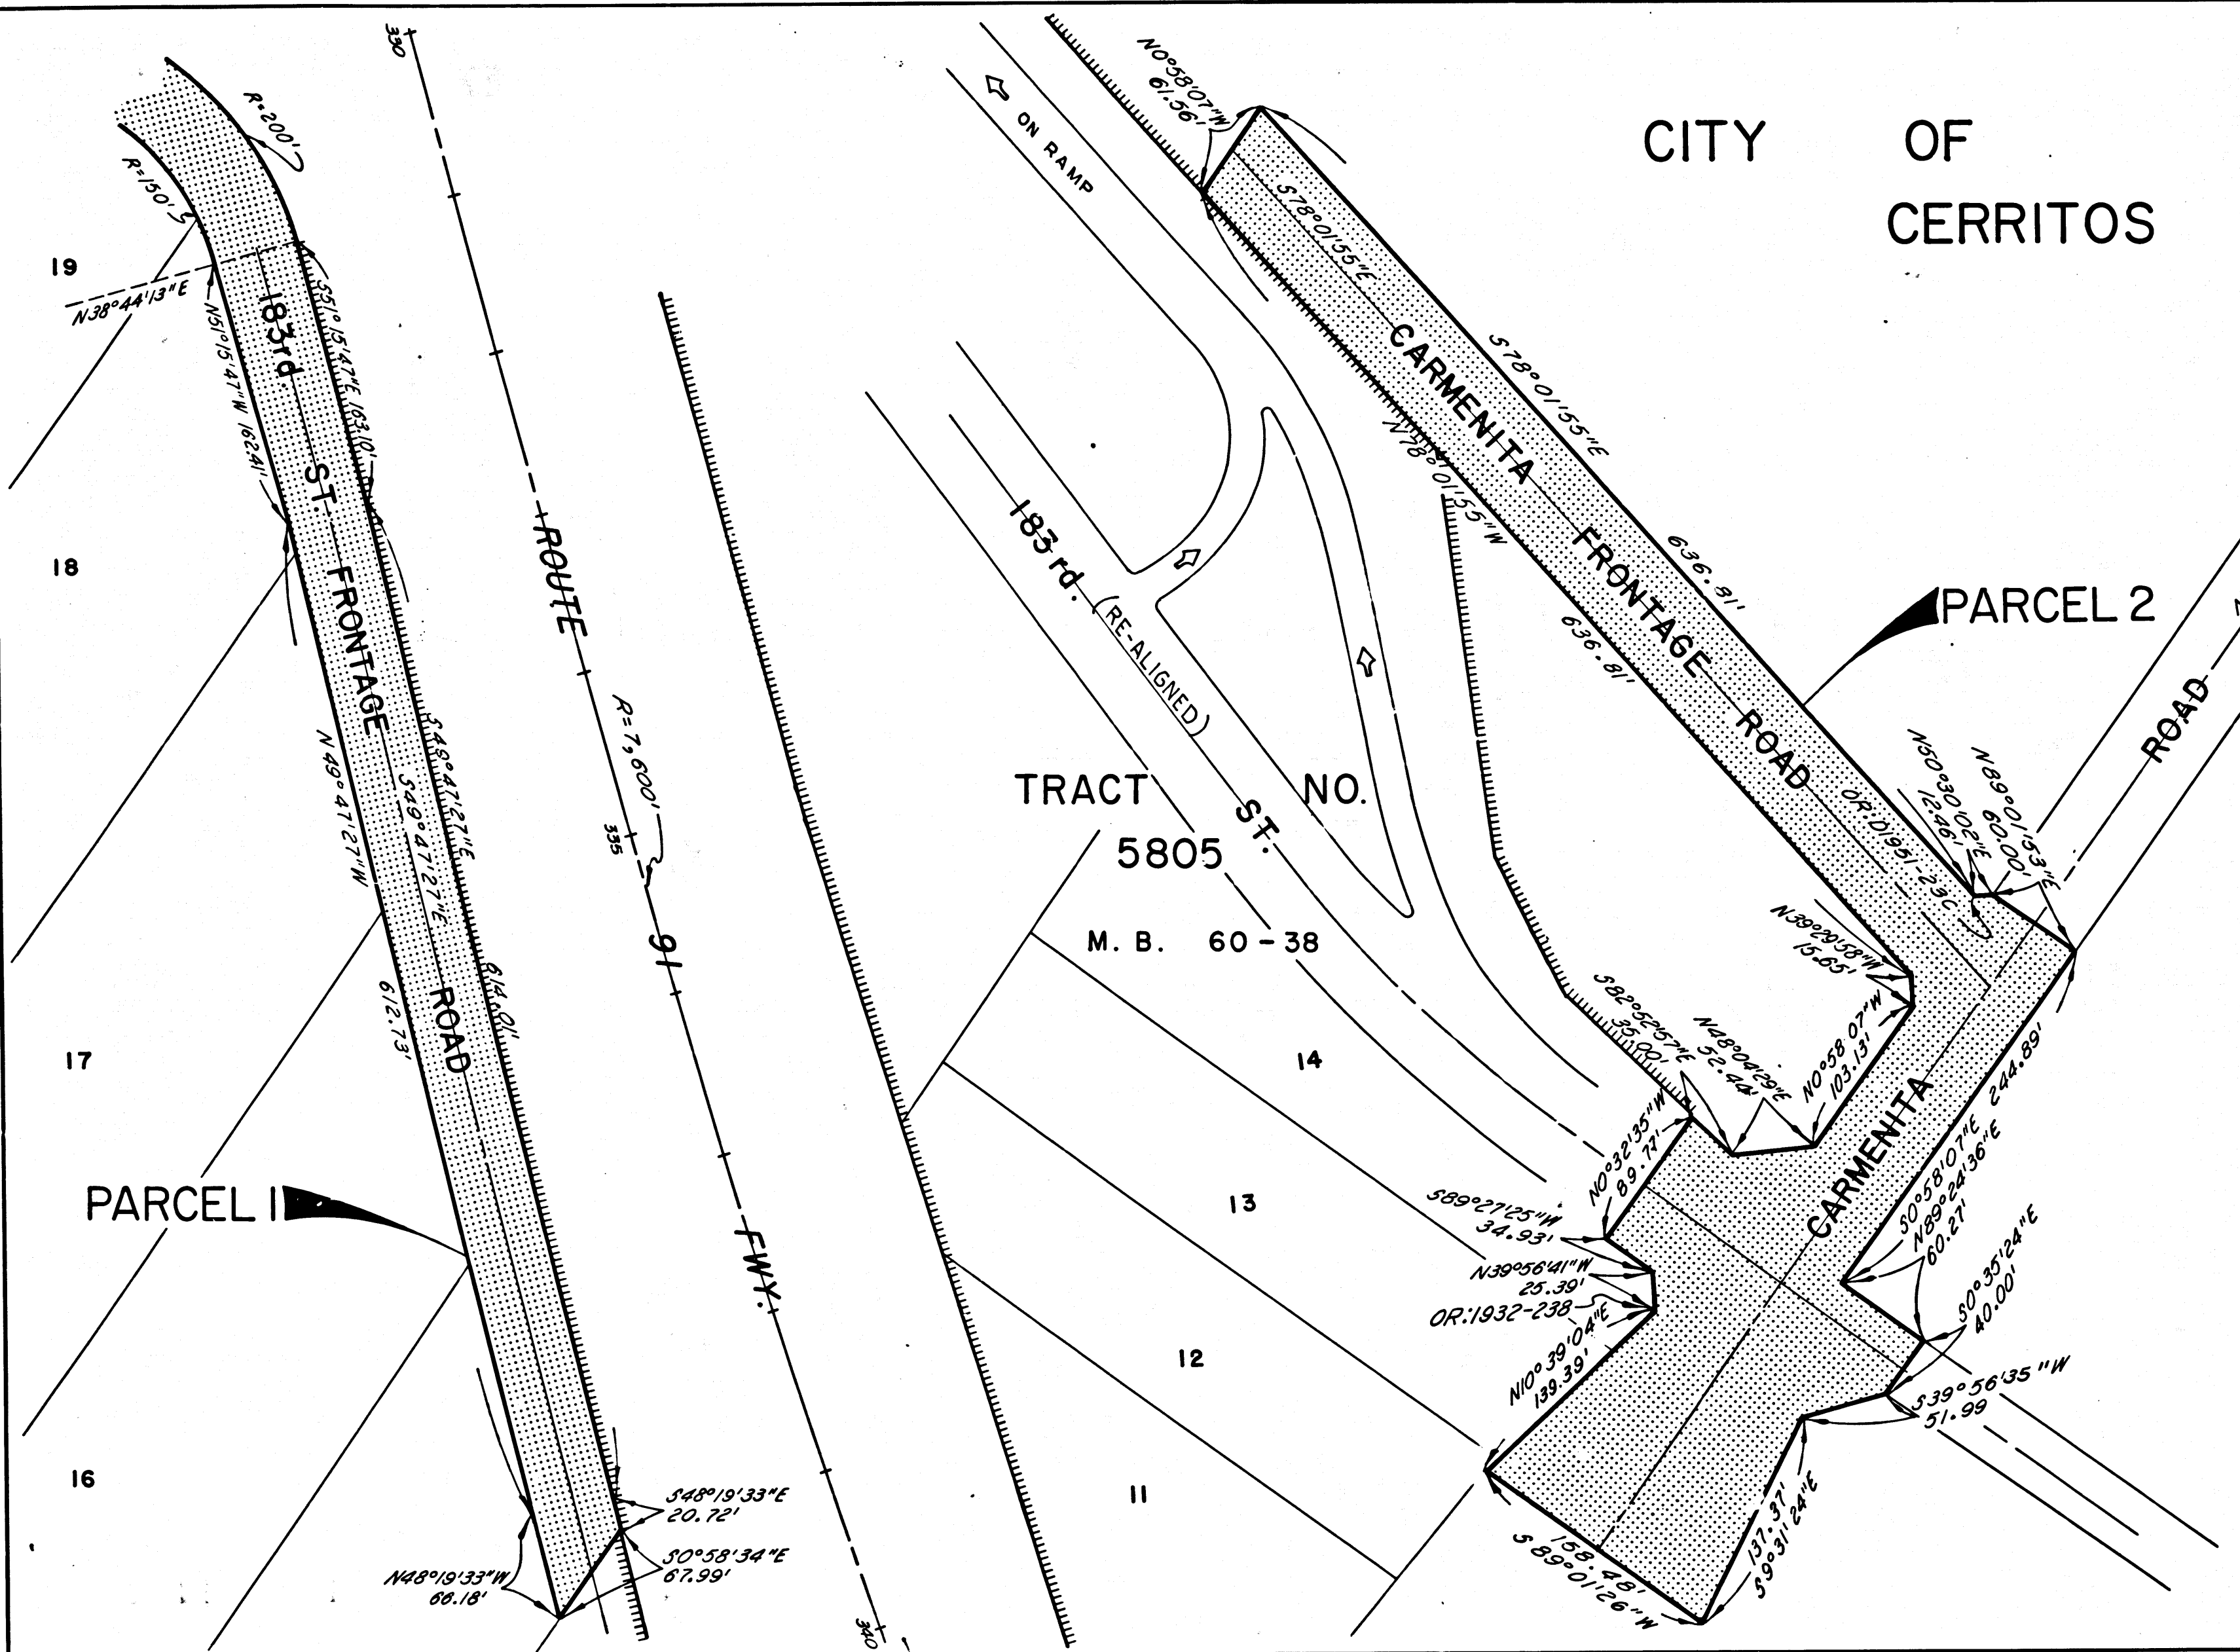 CITY OF
CERRITOS
330
R=200'
R=150'
19
N38°44'13"E
183rd. ST. FRONTAGE ROAD
S51°15'47"E 163.10'
N51°15'47"W 162.41'
18
N49°47'27"W
612.73'
S49°47'27"E
S49°47'27"E
614.01'
17
PARCEL 1
16
N48°19'33"W
66.18'
S48°19'33"E
20.72'
S0°58'34"E
67.99'
ROUTE 91 FWY.
R=7,600'
335
340
ON RAMP
183rd. (RE-ALIGNED) ST.
TRACT NO.
5805
M. B. 60-38
14
13
12
11
N0°58'07"W
61.56'
S78°01'55"E
CARMENITA FRONTAGE ROAD
S78°01'55"E
636.81'
N78°01'55"W
636.81'
PARCEL 2
OR.D1951-23C
N50°30'02"E
12.46'
N89°01'53"E
60.00'
ROAD
N39°29'58"W
15.65'
N0°58'07"W
103.13'
N48°04'29"E
52.44'
S82°52'57"E
35.00'
N0°32'35"W
89.77'
S89°27'25"W
34.93'
N39°56'41"W
25.39'
OR.1932-238
N10°39'04"E
139.39'
CARMENITA
S0°58'07"E 244.89'
N89°24'36"E
60.27'
S0°35'24"E
40.00'
S39°56'35"W
51.99
137.37'
S9°31'24"E
158.48'
S89°01'26"W